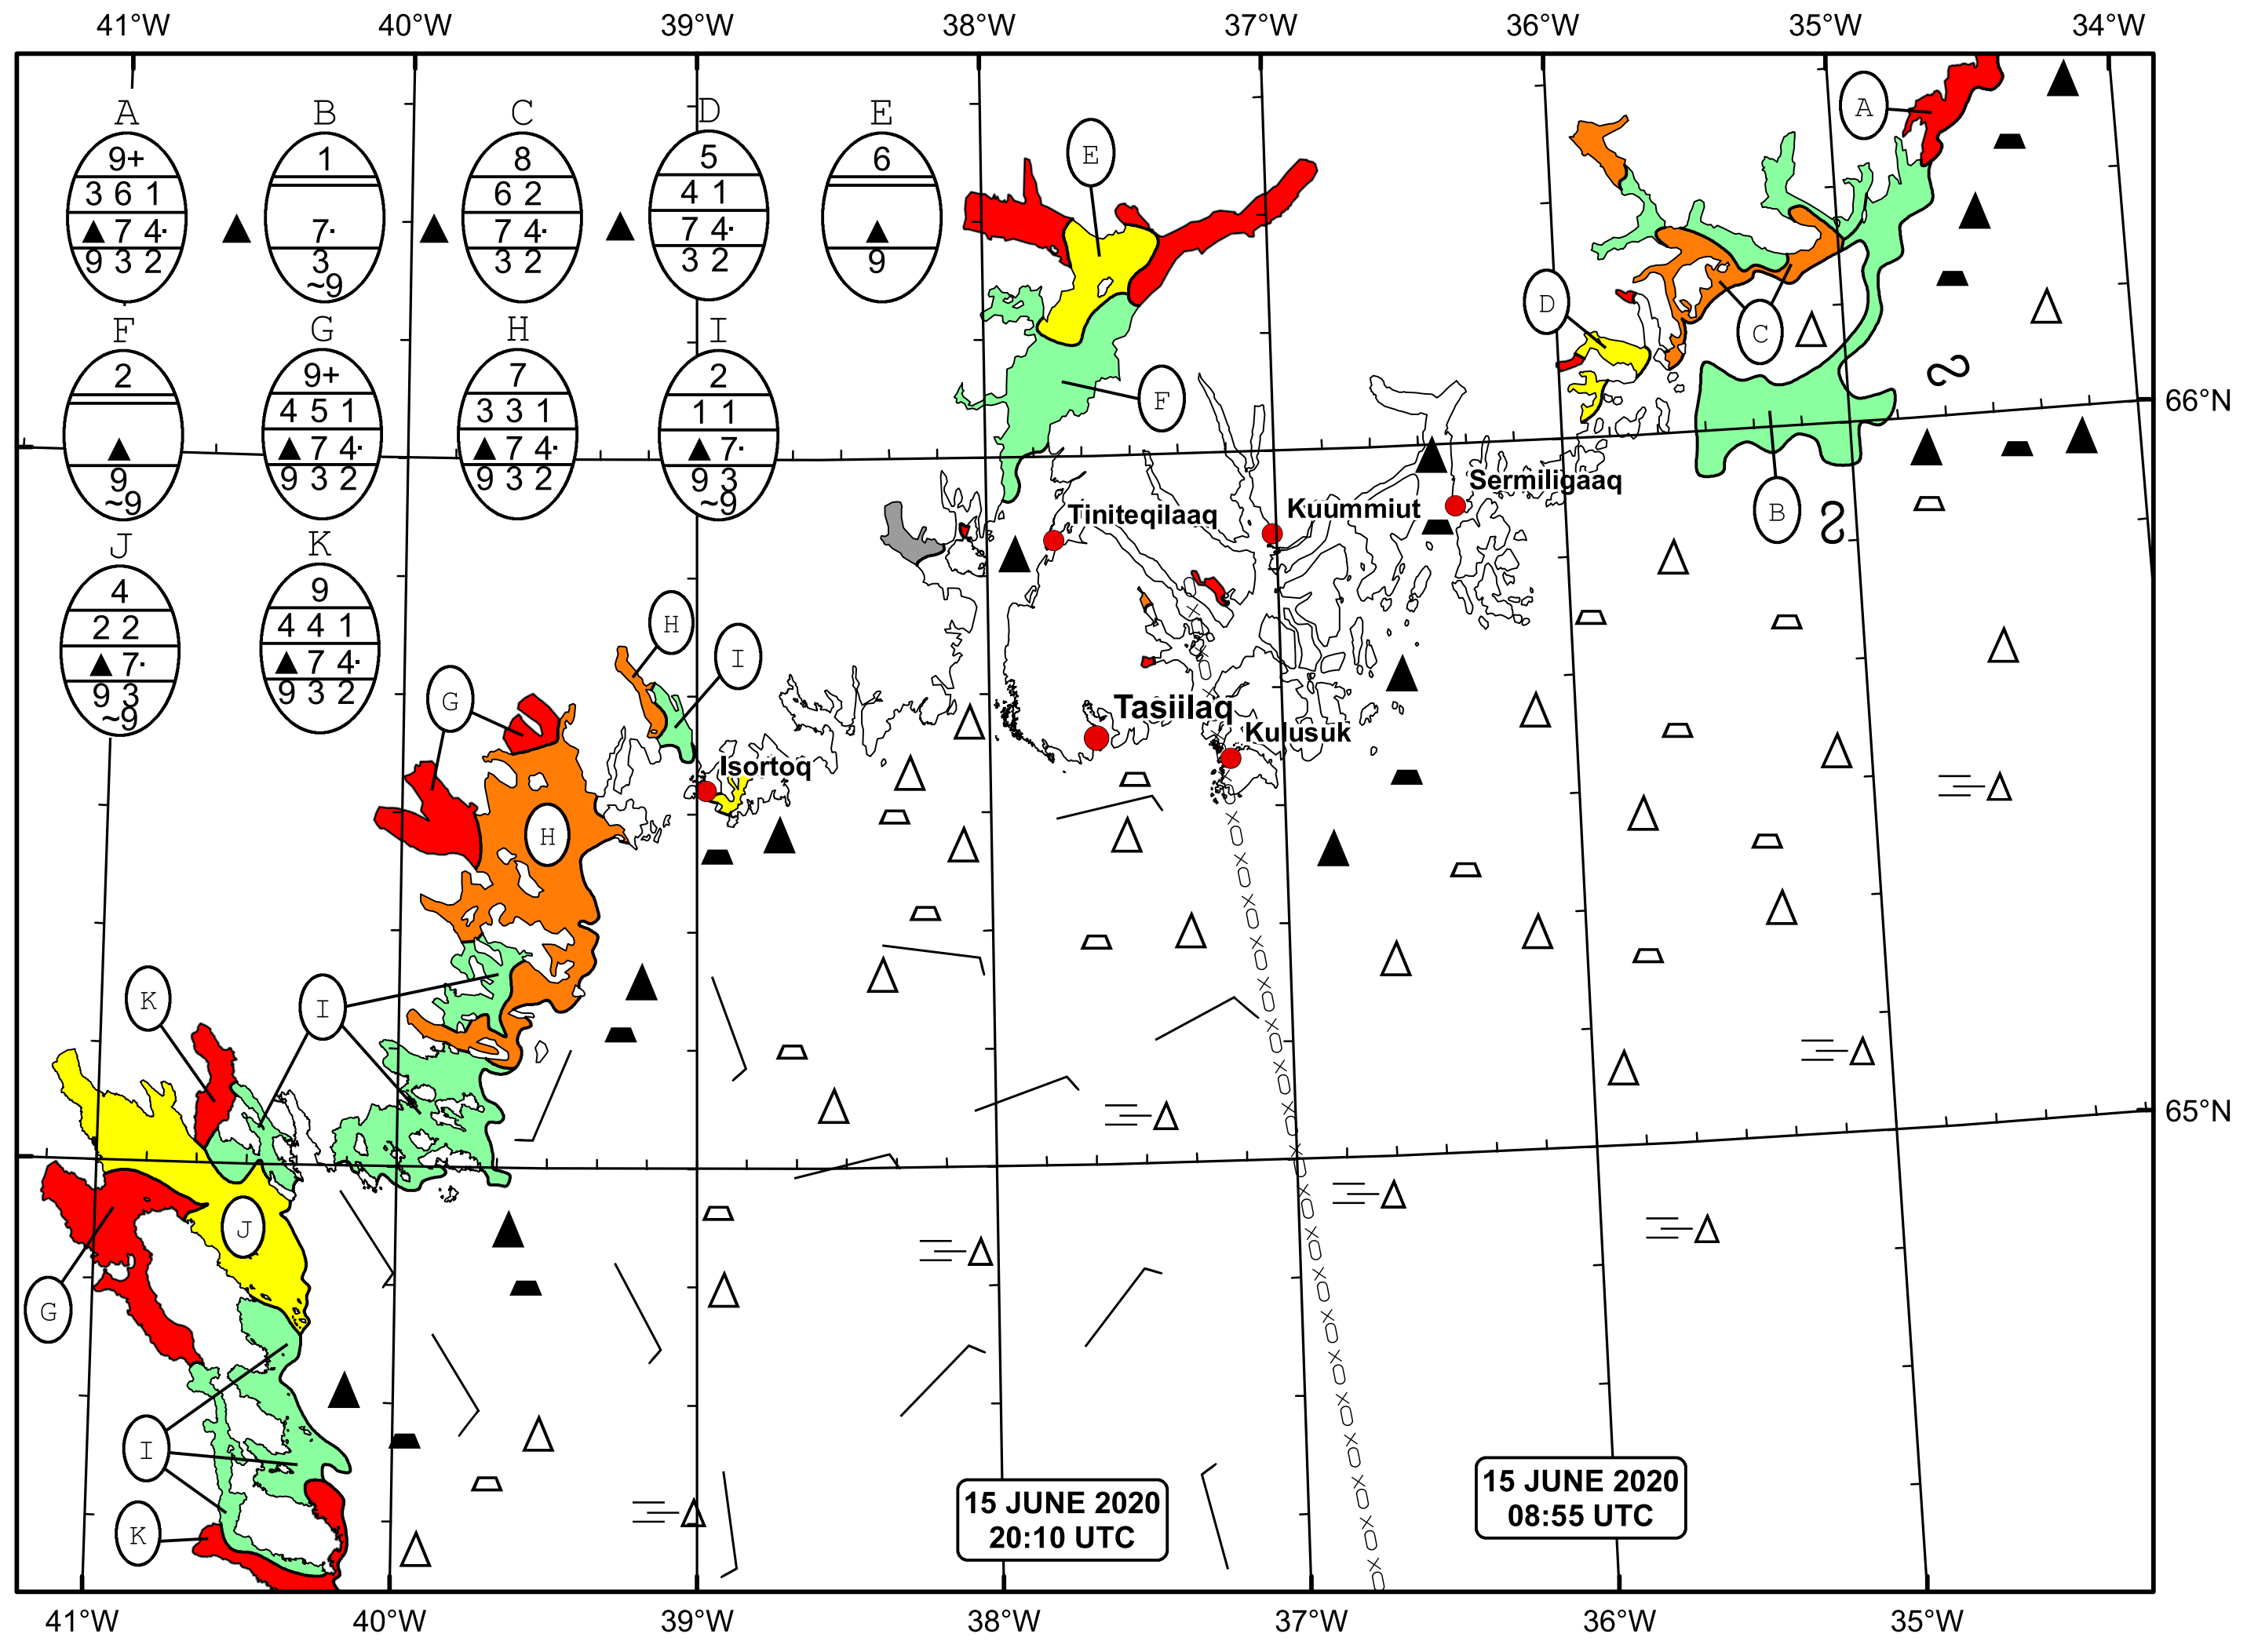 41°W 40°W 39°W 38°W 37°W 36°W 35°W 34°W
A B C D E
9+ 1 8 5 6
3 6 1 6 2 4 1
7 4· 7· 7 4· 7 4·
9 3 2 3 3 2 3 2 9
~9
F G H I
2 9+ 7 2
4 5 1 3 3 1 1 1
7 4· 7 4· 7·
9 9 3 2 9 3 2 9 3
~9 ~9
J K
4 9
2 2 4 4 1
7· 7 4·
9 3 9 3 2
~9
A
E
D
C
F
66°N
B
Sermiligaaq
Kuummiut
Tiniteqilaaq
H
I
G
Tasiilaq
Kulusuk
Isortoq
H
K
I
65°N
J
G
I
K
15 JUNE 2020
20:10 UTC
15 JUNE 2020
08:55 UTC
41°W 40°W 39°W 38°W 37°W 36°W 35°W